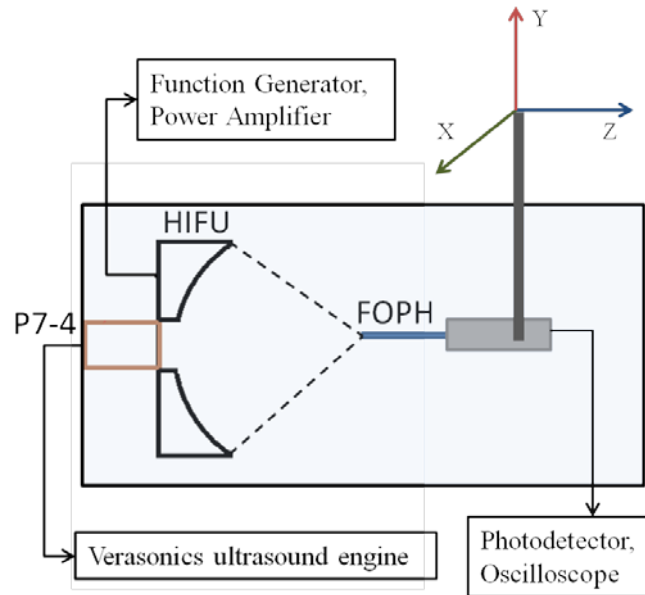 Y
Function Generator,
Power Amplifier
X
Z
HIFU
P7-4
FOPH
Verasonics ultrasound engine
Photodetector,
Oscilloscope